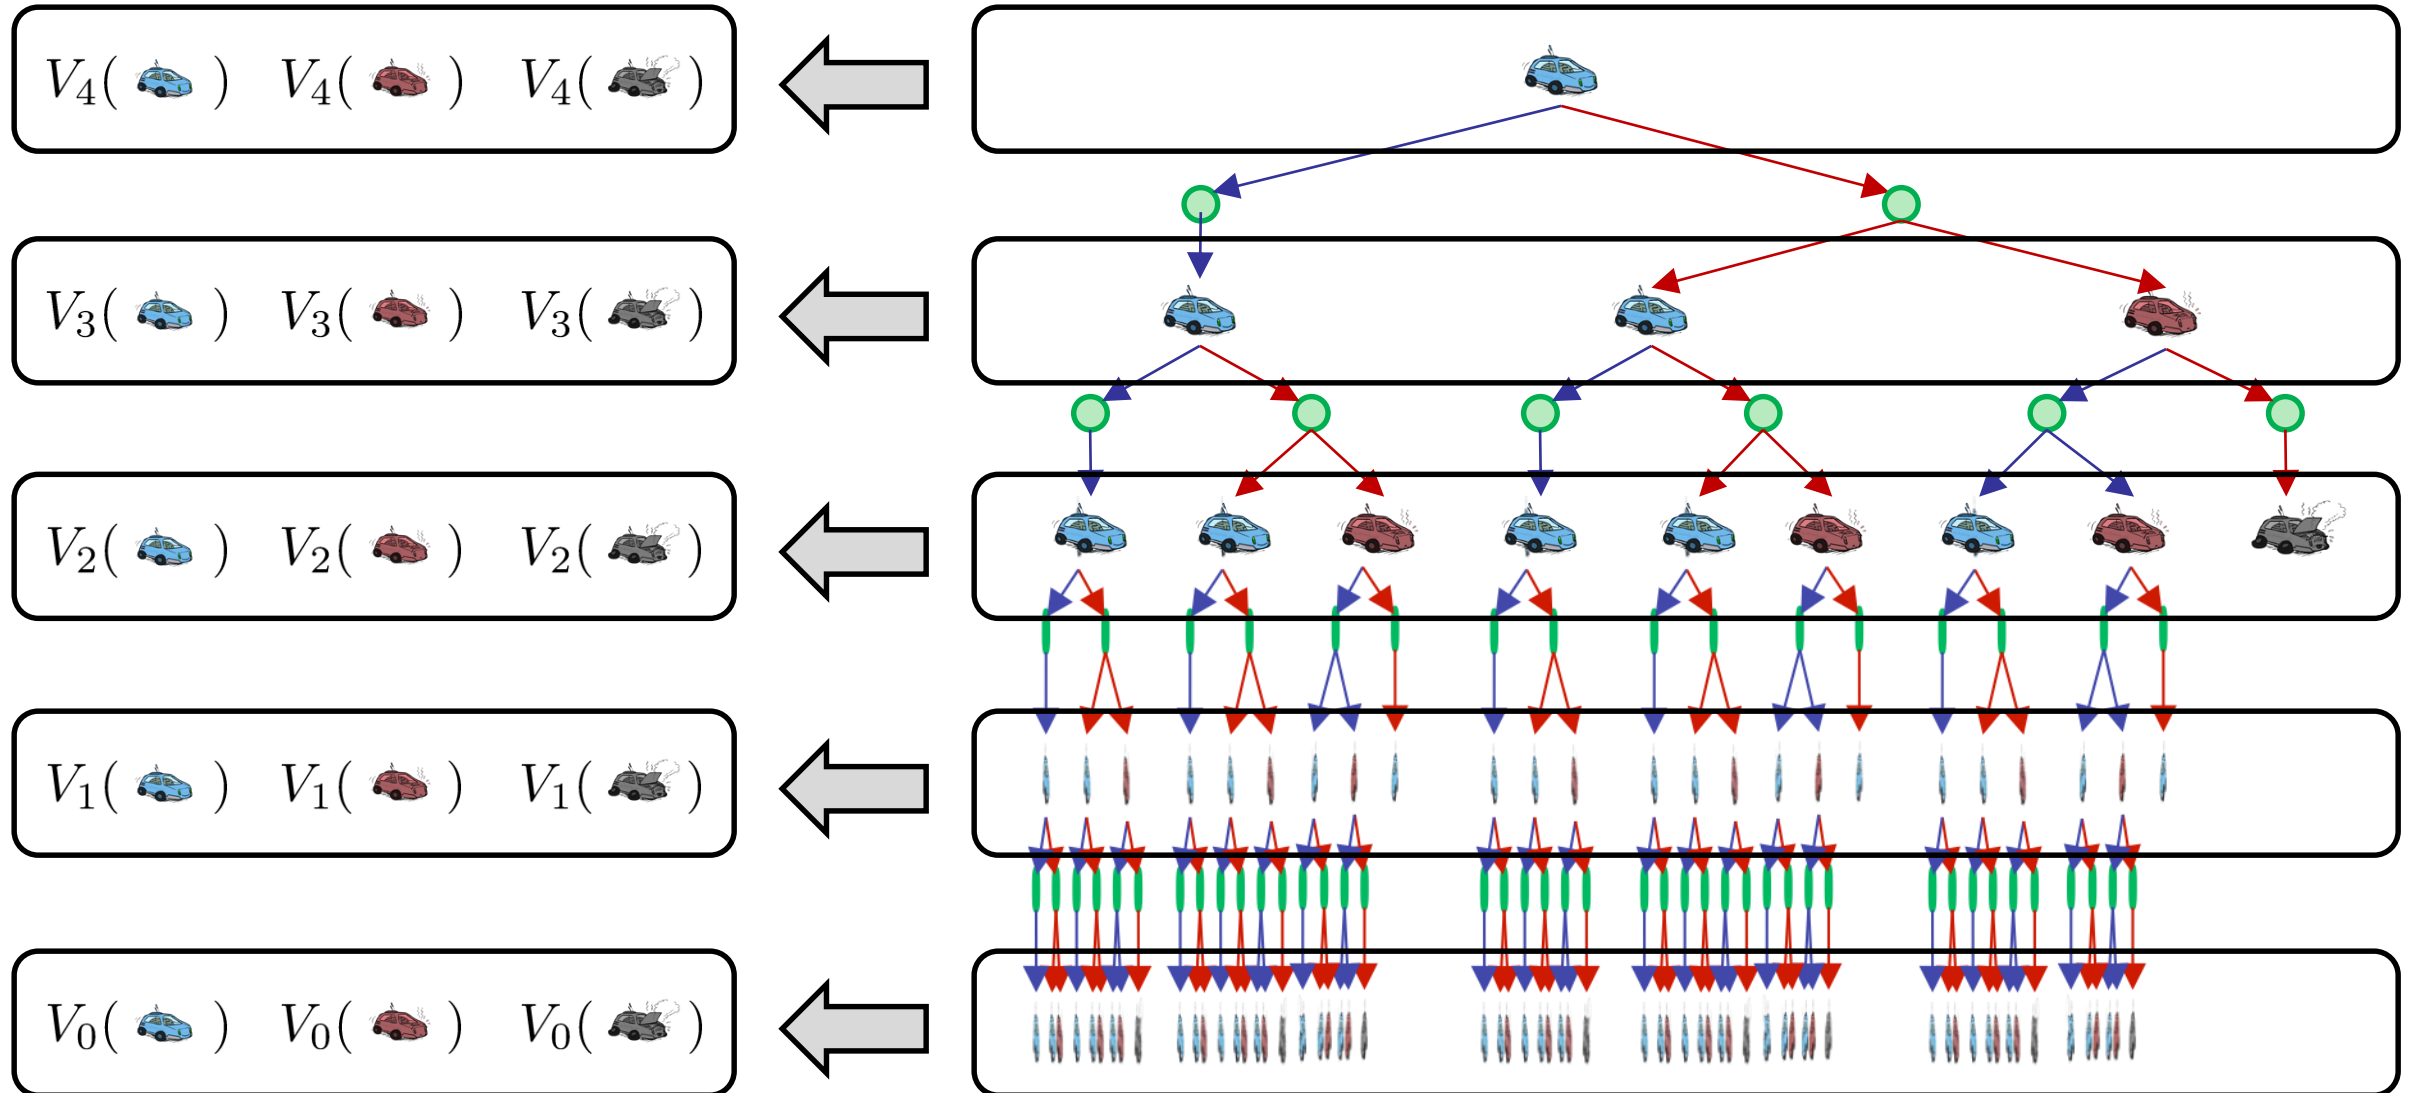 V4( ) V4( ) V4( )
V3( ) V3( ) V3( )
V2( ) V2( ) V2( )
V1( ) V1( ) V1( )
V0( ) V0( ) V0( )